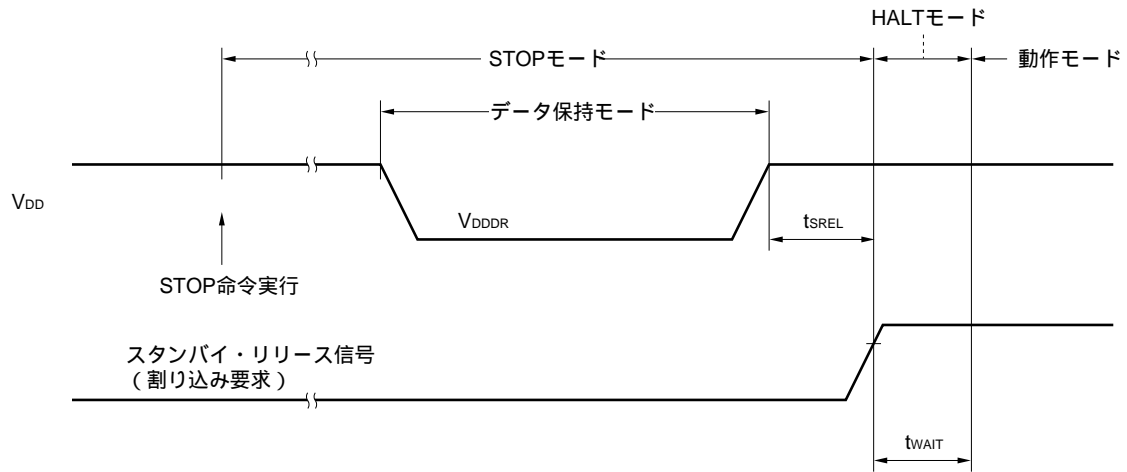 HALTモード
STOPモード
動作モード
データ保持モード
VDD
VDDDR
tSREL
STOP命令実行
スタンバイ・リリース信号
（割り込み要求）
tWAIT